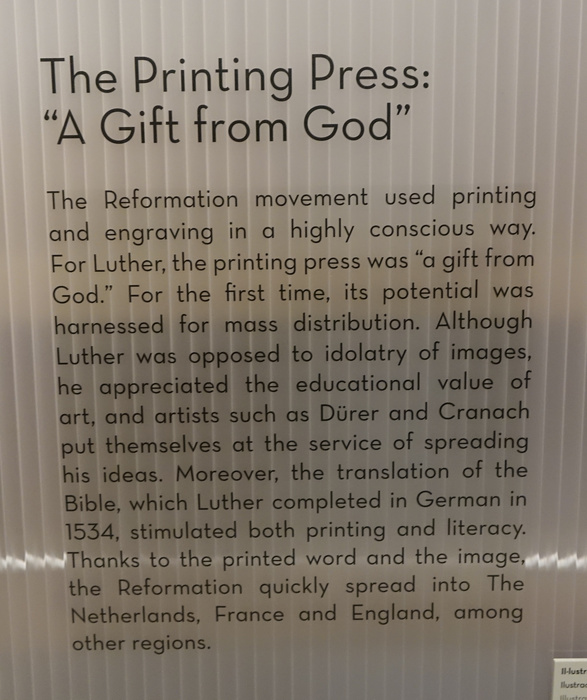 The Printing Press:
“A Gift from God”
The Reformation movement used printing
and engraving in a highly conscious way.
For Luther, the printing press was “a gift from
God.” For the first time, its potential was
harnessed for mass distribution. Although
Luther was opposed to idolatry of images,
he appreciated the educational value of
art, and artists such as Dürer and Cranach
put themselves at the service of spreading
his ideas. Moreover, the translation of the
Bible, which Luther completed in German in
1534, stimulated both printing and literacy.
Thanks to the printed word and the image,
the Reformation quickly spread into The
Netherlands, France and England, among
other regions.